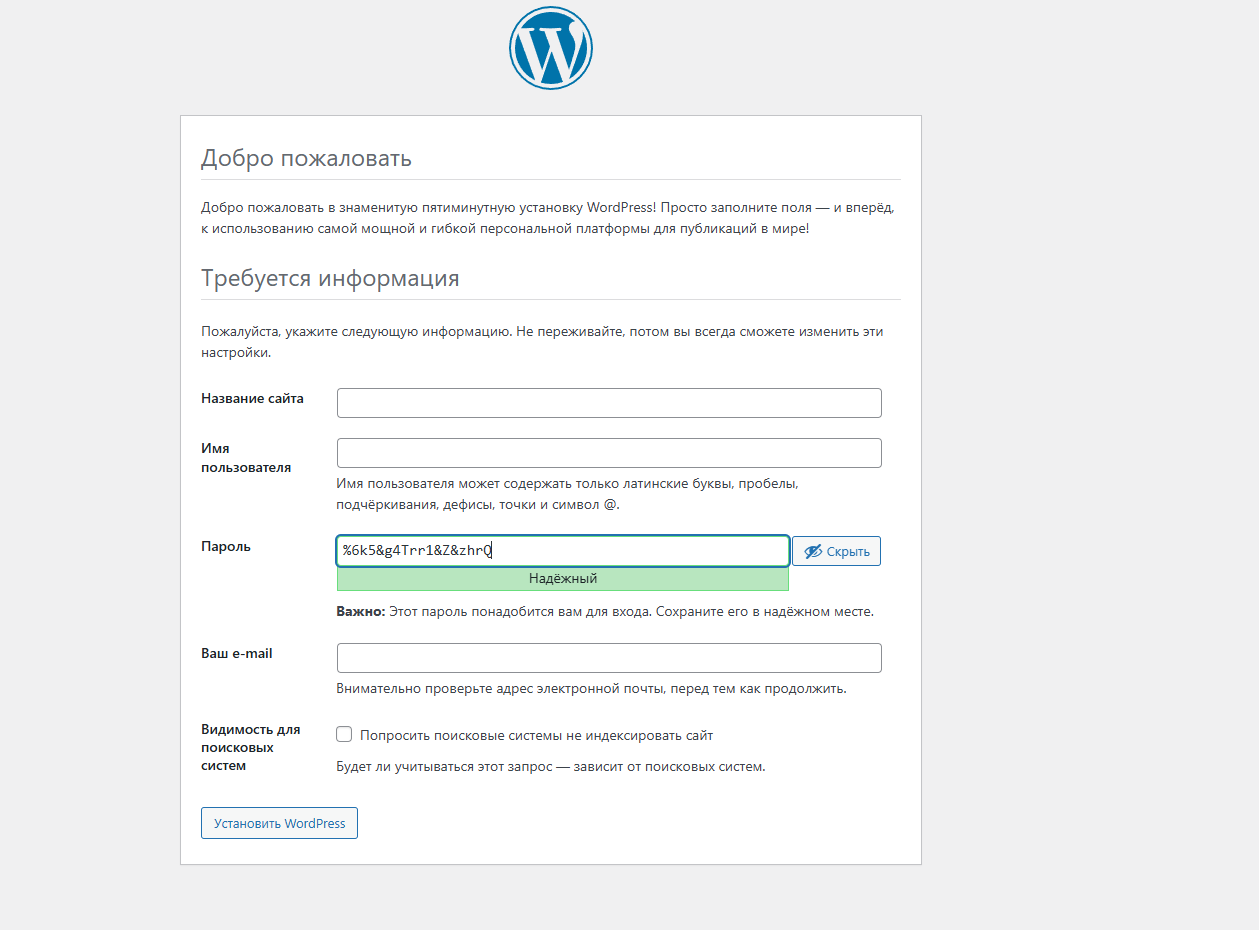 Добро пожаловать
Добро пожаловать в знаменитую пятиминутную установку WordPress! Просто заполните поля — и вперёд,
к использованию самой мощной и гибкой персональной платформы для публикаций в мире!
Требуется информация
Пожалуйста, укажите следующую информацию. Не переживайте, потом вы всегда сможете изменить эти
настройки.
Название сайта
Имя
пользователя
Имя пользователя может содержать только латинские буквы, пробелы,
подчёркивания, дефисы, точки и символ @.
Пароль
%6k5&g4Trr1&Z&zhrQ
Скрыть
Надёжный
Важно: Этот пароль понадобится вам для входа. Сохраните его в надёжном месте.
Ваш e-mail
Внимательно проверьте адрес электронной почты, перед тем как продолжить.
Видимость для
поисковых
систем
Попросить поисковые системы не индексировать сайт
Будет ли учитываться этот запрос — зависит от поисковых систем.
Установить WordPress